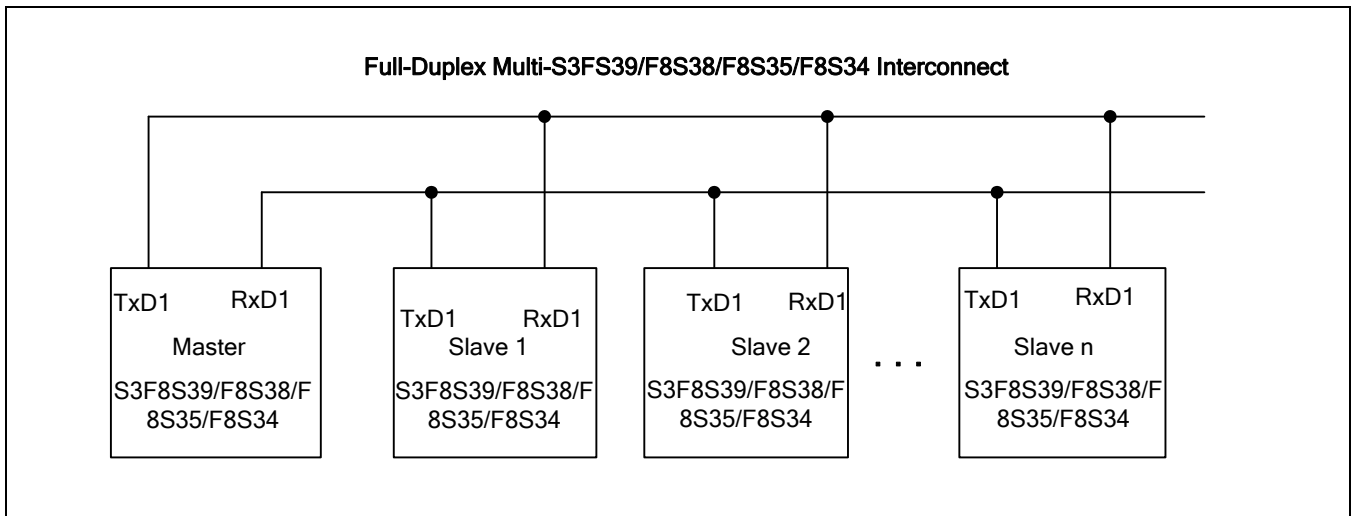 Full-Duplex Multi-S3FS39/F8S38/F8S35/F8S34 Interconnect
TxD1 RxD1
Master
S3F8S39/F8S38/F
8S35/F8S34
TxD1 RxD1
Slave 1
S3F8S39/F8S38/F
8S35/F8S34
TxD1 RxD1
Slave 2
S3F8S39/F8S38/F
8S35/F8S34
. . .
TxD1 RxD1
Slave n
S3F8S39/F8S38/F
8S35/F8S34